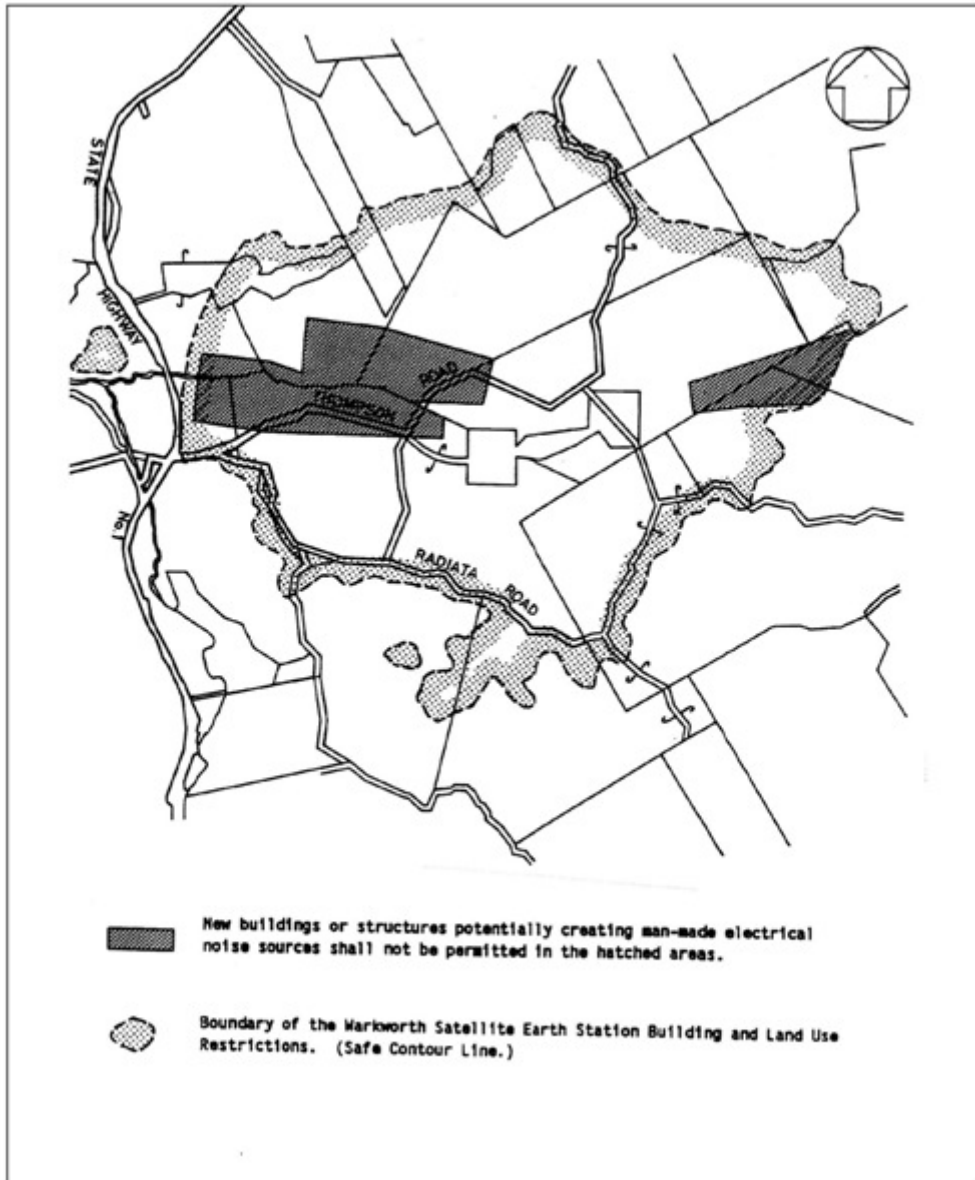 STATE
HIGHWAY
No.1
THOMPSON
ROAD
RADIATA
ROAD
New buildings or structures potentially creating man-made electrical
noise sources shall not be permitted in the hatched areas.
Boundary of the Warkworth Satellite Earth Station Building and Land Use
Restrictions. (Safe Contour Line.)